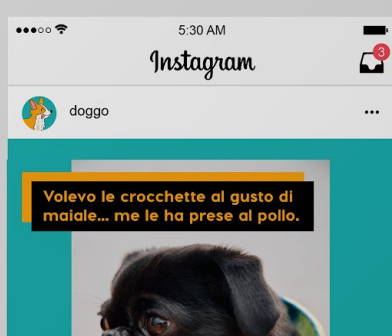 5:30 AM
Instagram
3
doggo
Volevo le crocchette al gusto di
maiale... me le ha prese al pollo.